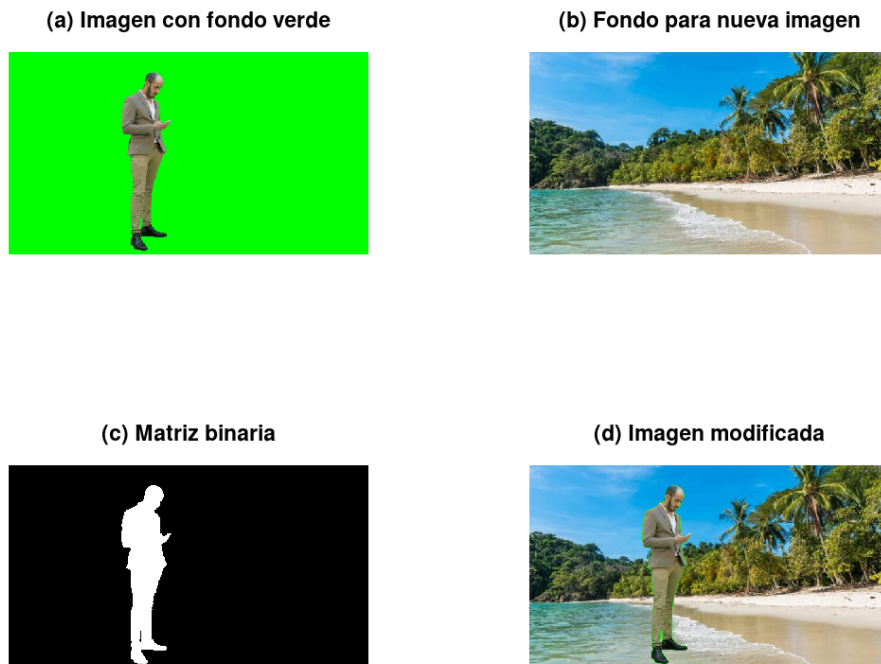 (a) Imagen con fondo verde
(b) Fondo para nueva imagen
(c) Matriz binaria
(d) Imagen modificada